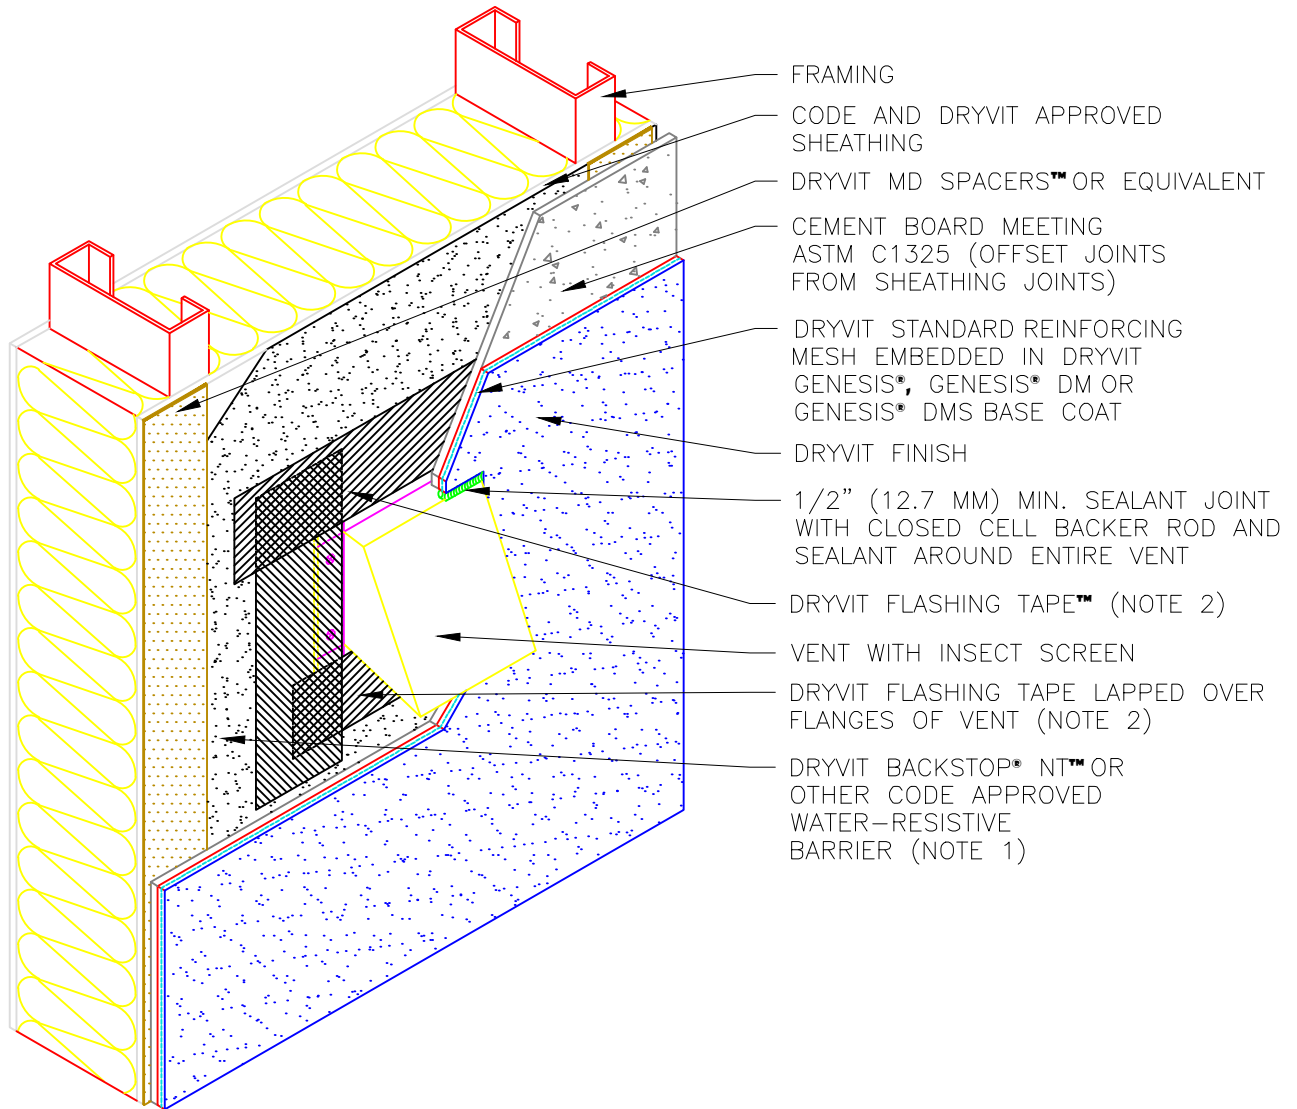 FRAMING
CODE AND DRYVIT APPROVED
SHEATHING
DRYVIT MD SPACERS™ OR EQUIVALENT
CEMENT BOARD MEETING
ASTM C1325 (OFFSET JOINTS
FROM SHEATHING JOINTS)
DRYVIT STANDARD REINFORCING
MESH EMBEDDED IN DRYVIT
GENESIS®, GENESIS® DM OR
GENESIS® DMS BASE COAT
DRYVIT FINISH
1/2" (12.7 MM) MIN. SEALANT JOINT
WITH CLOSED CELL BACKER ROD AND
SEALANT AROUND ENTIRE VENT
DRYVIT FLASHING TAPE™ (NOTE 2)
VENT WITH INSECT SCREEN
DRYVIT FLASHING TAPE LAPPED OVER
FLANGES OF VENT (NOTE 2)
DRYVIT BACKSTOP® NT™ OR
OTHER CODE APPROVED
WATER–RESISTIVE
BARRIER (NOTE 1)